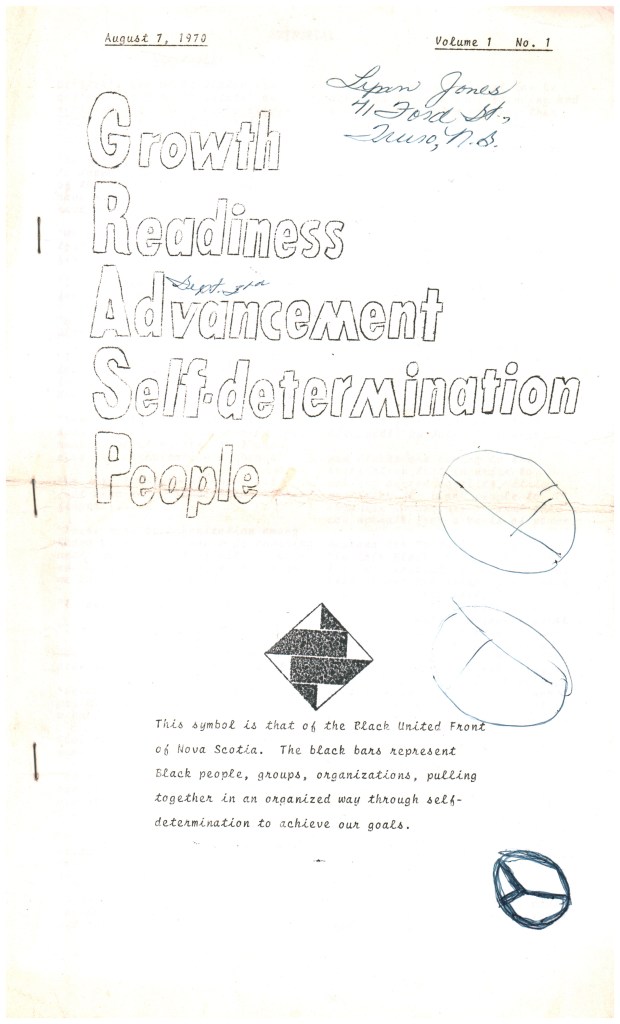 August 7, 1970
Volume 1 No. 1
Jones
41 Ford St.,
Truro, N.S.
Growth
Readiness
Sept.
Advancement
Self-determination
People
This symbol is that of the Black United Front
of Nova Scotia. The black bars represent
Black people, groups, organizations, pulling
together in an organized way through self-
determination to achieve our goals.